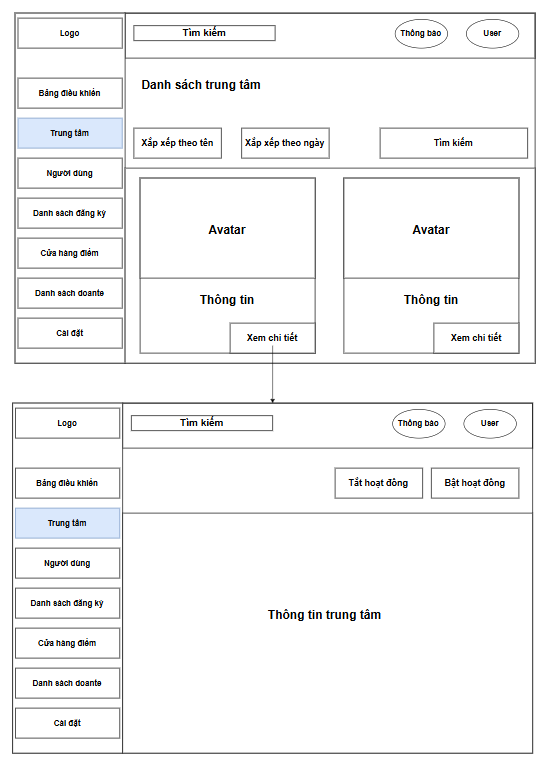 Logo
Tìm kiếm
Thông báo
User
Bảng điều khiển
Trung tâm
Người dùng
Danh sách đăng ký
Cửa hàng điểm
Danh sách doante
Cài đặt
Danh sách trung tâm
Xắp xếp theo tên
Xắp xếp theo ngày
Tìm kiếm
Avatar
Thông tin
Xem chi tiết
Avatar
Thông tin
Xem chi tiết
Logo
Tìm kiếm
Thông báo
User
Bảng điều khiển
Trung tâm
Người dùng
Danh sách đăng ký
Cửa hàng điểm
Danh sách doante
Cài đặt
Tắt hoạt đông
Bật hoạt đông
Thông tin trung tâm